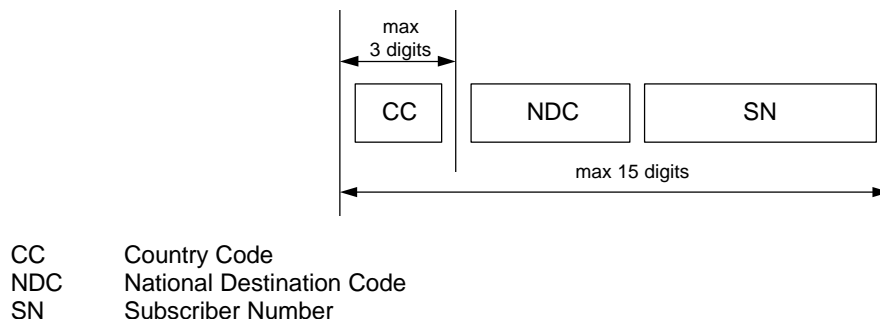 max
3 digits
CC NDC SN
max 15 digits
CC Country Code
NDC National Destination Code
SN Subscriber Number